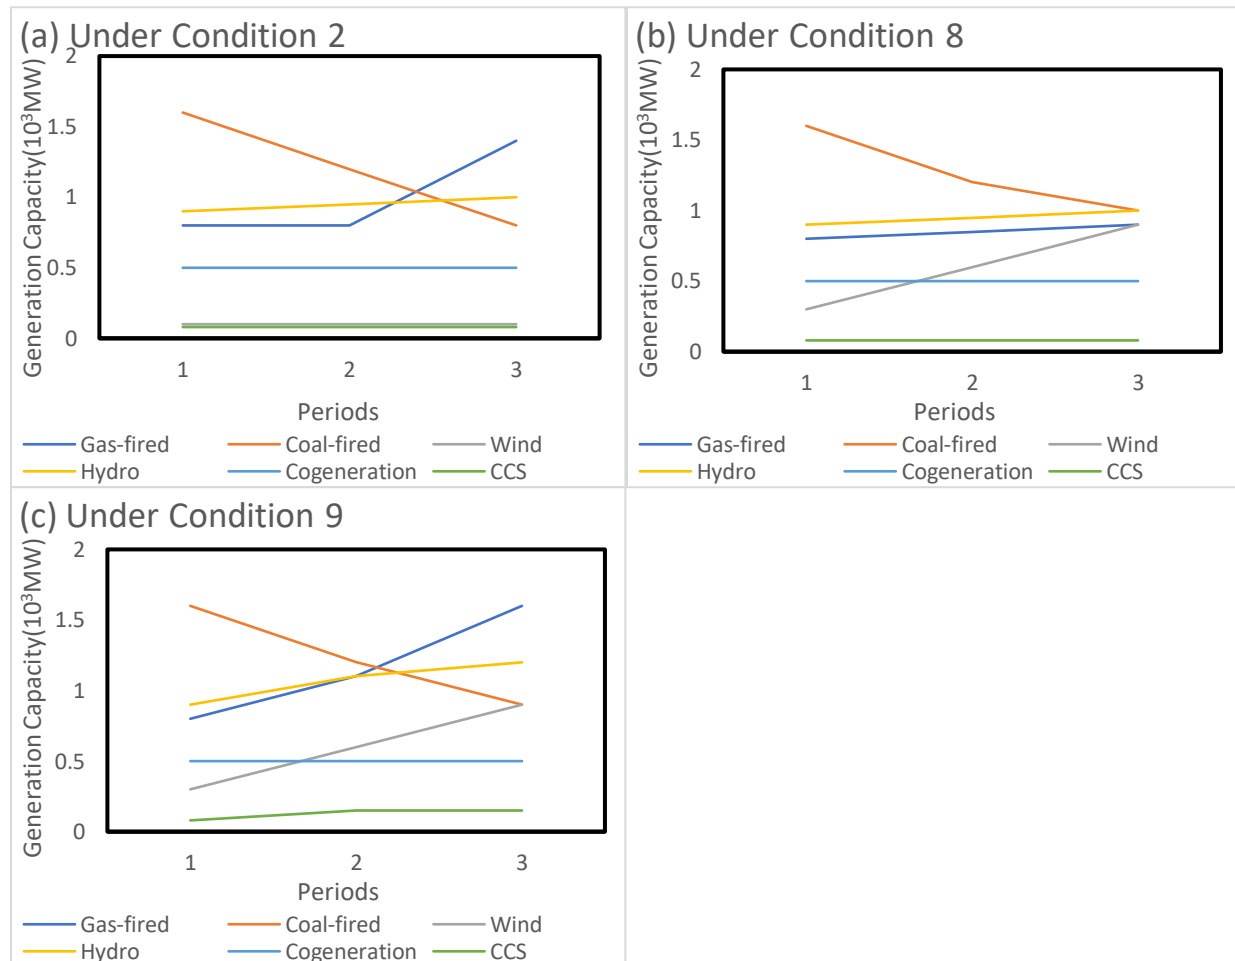 (a) Under Condition 2
Generation Capacity(10³MW)
2
1.5
1
0.5
0
1 2 3
Periods
Gas-fired Coal-fired Wind
Hydro Cogeneration CCS
(b) Under Condition 8
Generation Capacity(10³MW)
2
1.5
1
0.5
0
1 2 3
Periods
Gas-fired Coal-fired Wind
Hydro Cogeneration CCS
(c) Under Condition 9
Generation Capacity(10³MW)
2
1.5
1
0.5
0
1 2 3
Periods
Gas-fired Coal-fired Wind
Hydro Cogeneration CCS